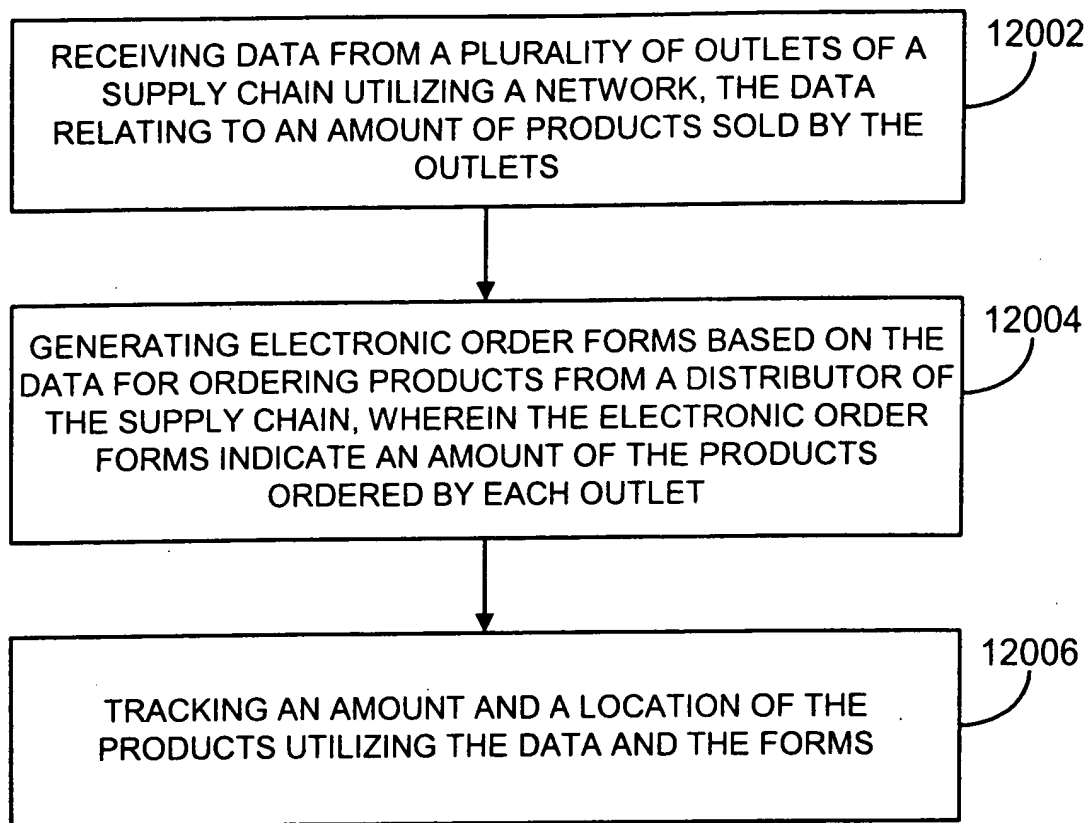 RECEIVING DATA FROM A PLURALITY OF OUTLETS OF A
SUPPLY CHAIN UTILIZING A NETWORK, THE DATA
RELATING TO AN AMOUNT OF PRODUCTS SOLD BY THE
OUTLETS
12002
GENERATING ELECTRONIC ORDER FORMS BASED ON THE
DATA FOR ORDERING PRODUCTS FROM A DISTRIBUTOR OF
THE SUPPLY CHAIN, WHEREIN THE ELECTRONIC ORDER
FORMS INDICATE AN AMOUNT OF THE PRODUCTS
ORDERED BY EACH OUTLET
12004
TRACKING AN AMOUNT AND A LOCATION OF THE
PRODUCTS UTILIZING THE DATA AND THE FORMS
12006